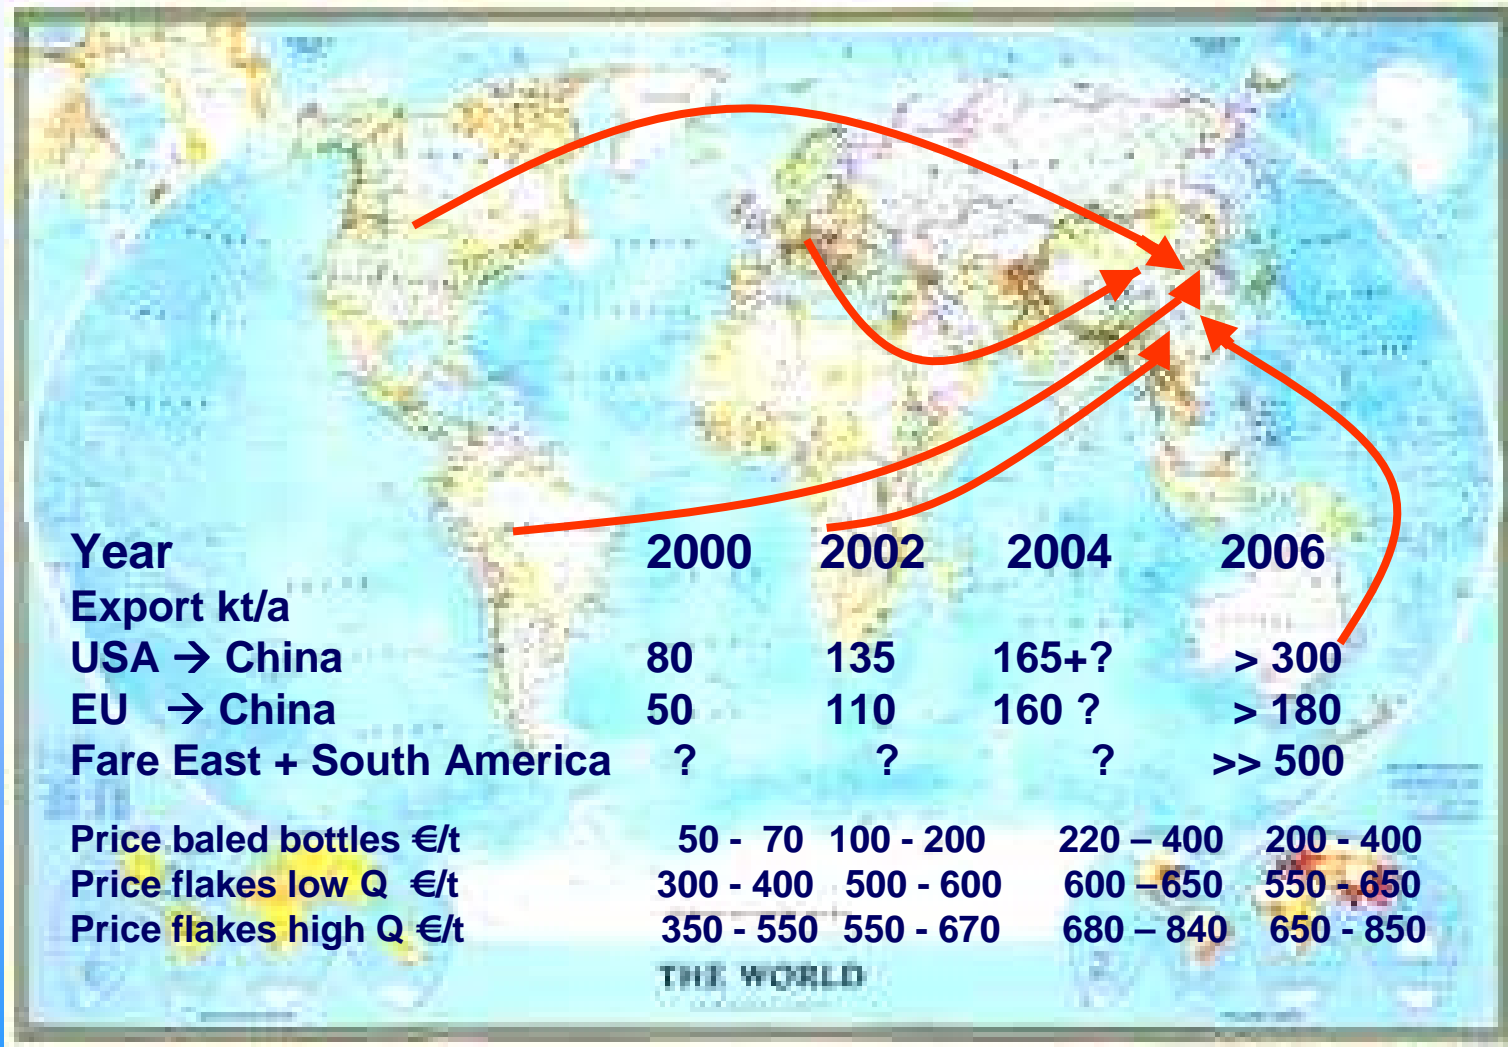 Year 2000 2002 2004 2006
Export kt/a
USA → China 80 135 165+? > 300
EU → China 50 110 160 ? > 180
Fare East + South America ? ? ? >> 500
Price baled bottles €/t 50 - 70 100 - 200 220 – 400 200 - 400
Price flakes low Q €/t 300 - 400 500 - 600 600 –650 550 - 650
Price flakes high Q €/t 350 - 550 550 - 670 680 – 840 650 - 850
THE WORLD